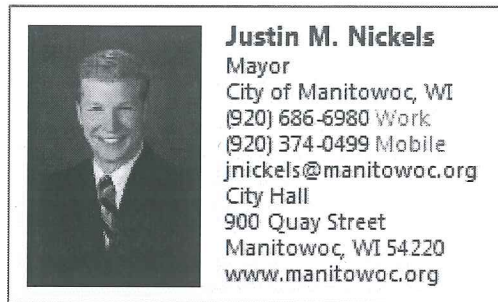 Justin M. Nickels
Mayor
City of Manitowoc, WI
(920) 686-6980 Work
(920) 374-0499 Mobile
jnickels@manitowoc.org
City Hall
900 Quay Street
Manitowoc, WI 54220
www.manitowoc.org